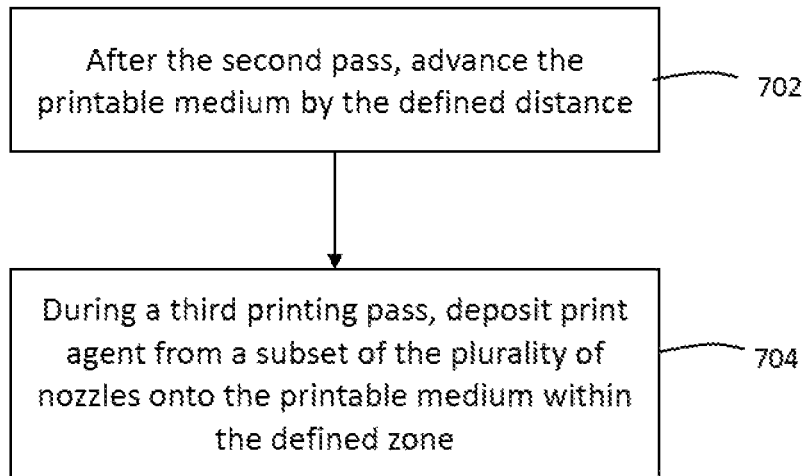 After the second pass, advance the
printable medium by the defined distance
702
During a third printing pass, deposit print
agent from a subset of the plurality of
nozzles onto the printable medium within
the defined zone
704